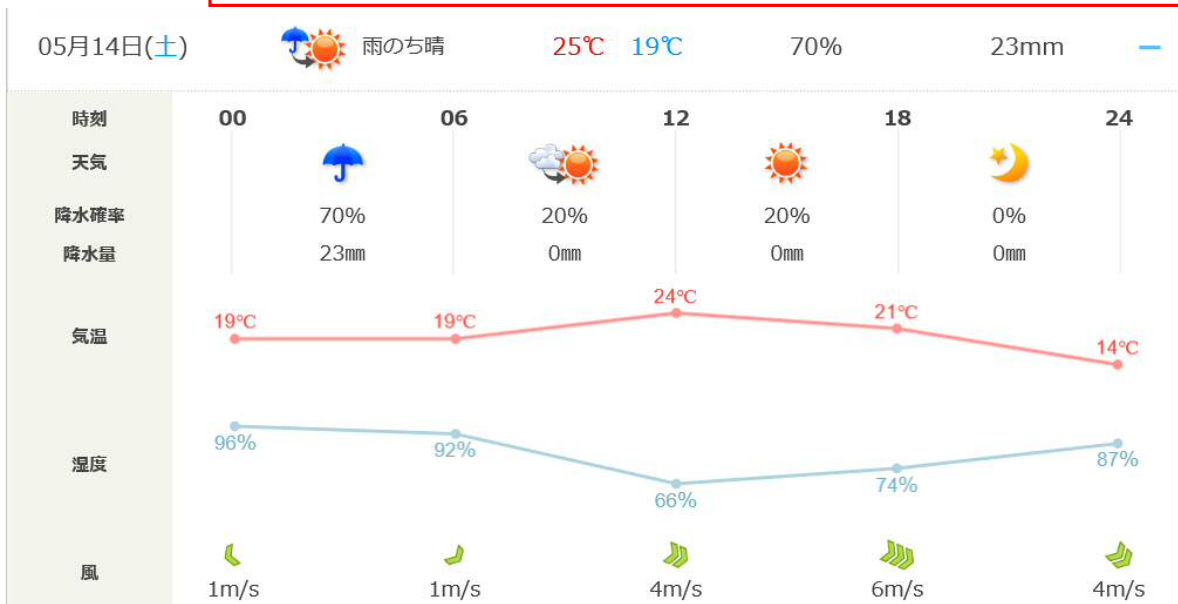 05月14日(土) 雨のち晴 25℃ 19℃ 70% 23mm ー
時刻 00 06 12 18 24
天気
降水確率 70% 20% 20% 0%
降水量 23㎜ 0㎜ 0㎜ 0㎜
気温 19℃ 19℃ 24℃ 21℃ 14℃
湿度 96% 92% 66% 74% 87%
風 1m/s 1m/s 4m/s 6m/s 4m/s